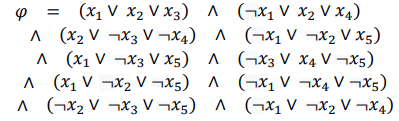 φ = (x₁ ∨ x₂ ∨ x₃) ∧ (¬x₁ ∨ x₂ ∨ x₄)
∧ (x₂ ∨ ¬x₃ ∨ ¬x₄) ∧ (¬x₁ ∨ ¬x₂ ∨ x₅)
∧ (x₁ ∨ ¬x₃ ∨ x₅) ∧ (¬x₃ ∨ x₄ ∨ ¬x₅)
∧ (x₁ ∨ ¬x₂ ∨ ¬x₅) ∧ (¬x₁ ∨ ¬x₄ ∨ ¬x₅)
∧ (¬x₂ ∨ ¬x₃ ∨ ¬x₅) ∧ (¬x₁ ∨ ¬x₂ ∨ ¬x₄)